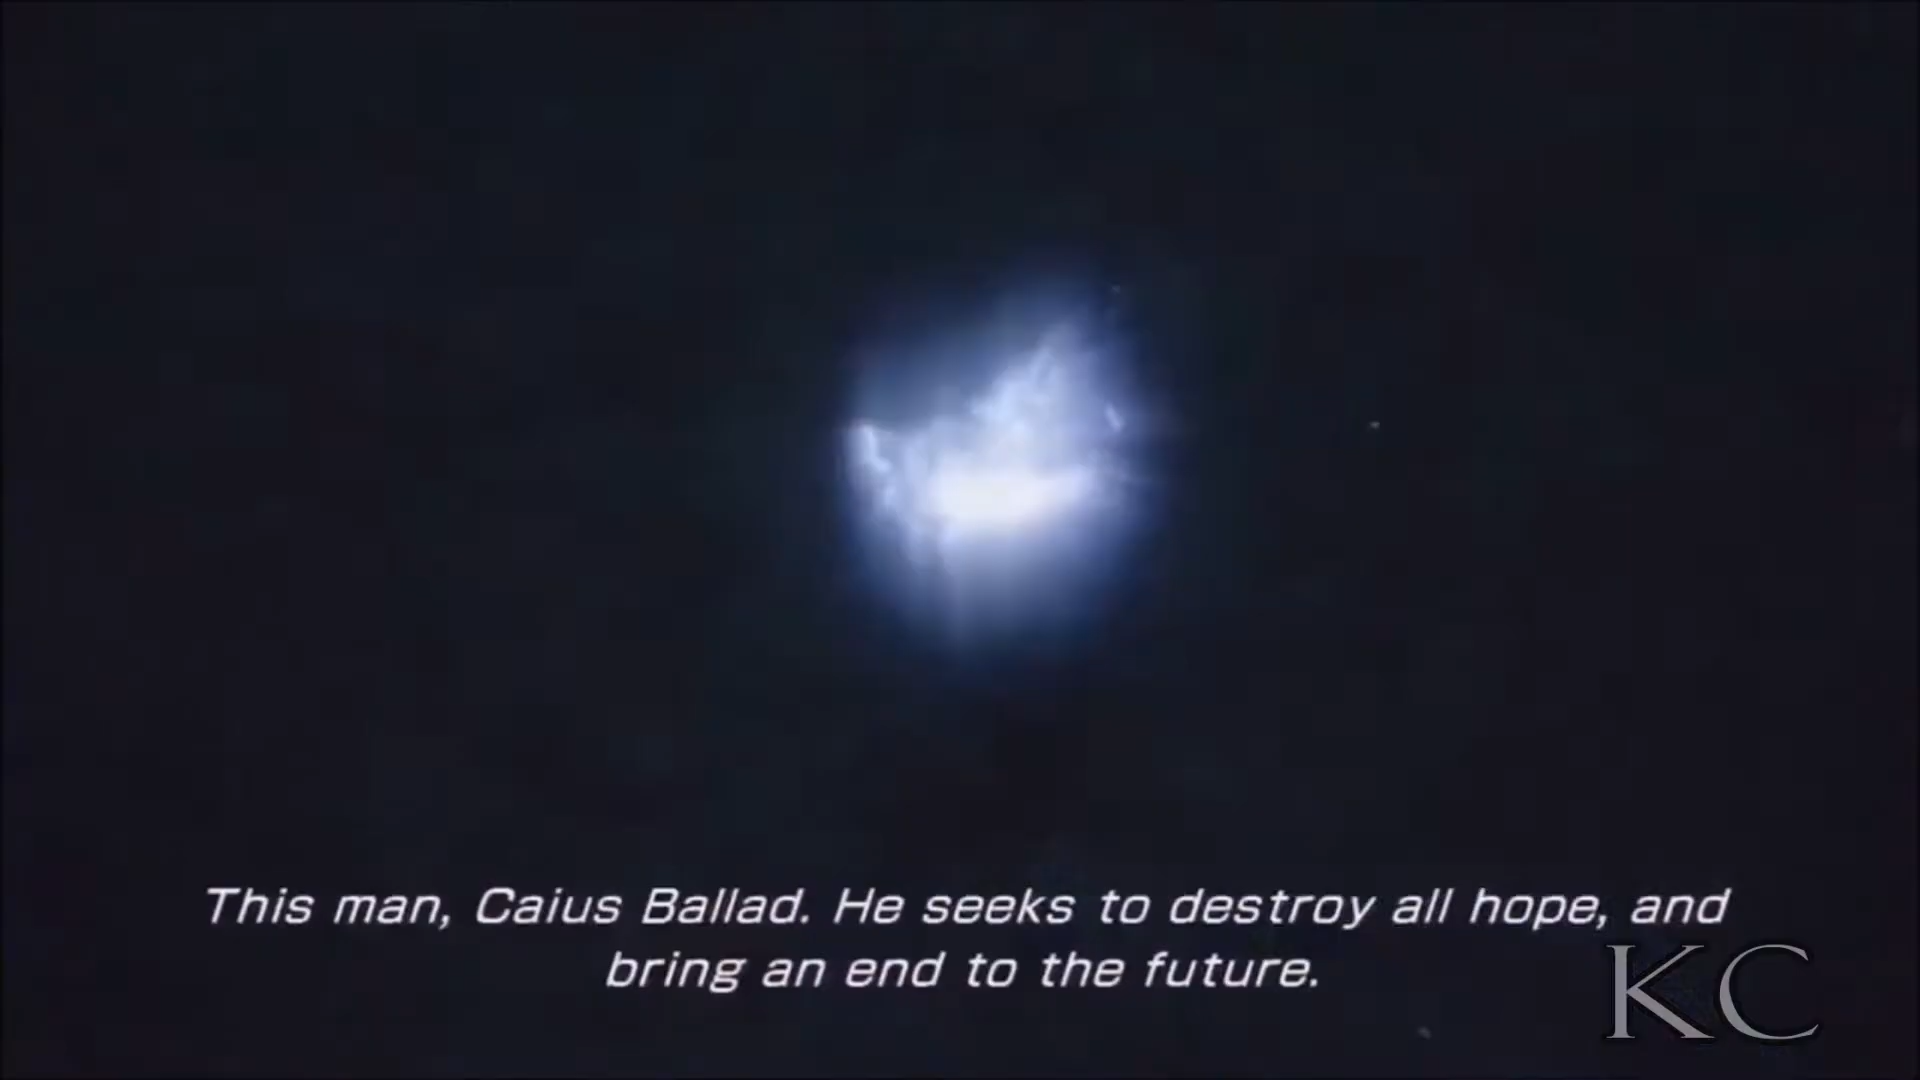 This man, Caius Ballad. He seeks to destroy all hope, and
bring an end to the future.
KC